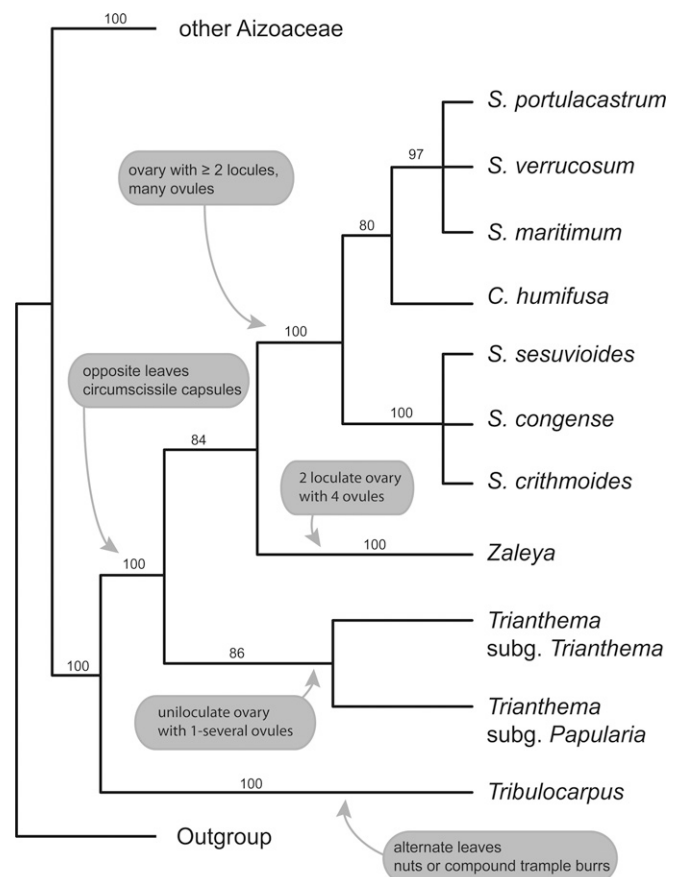 100
other Aizoaceae
S. portulacastrum
97
ovary with ≥ 2 locules,
many ovules
S. verrucosum
80
S. maritimum
C. humifusa
100
opposite leaves
circumscissile capsules
S. sesuvioides
100
S. congense
84
2 loculate ovary
with 4 ovules
S. crithmoides
100
Zaleya
100
Trianthema
subg. Trianthema
86
100
uniloculate ovary
with 1-several ovules
Trianthema
subg. Papularia
100
Tribulocarpus
Outgroup
alternate leaves
nuts or compound trample burrs